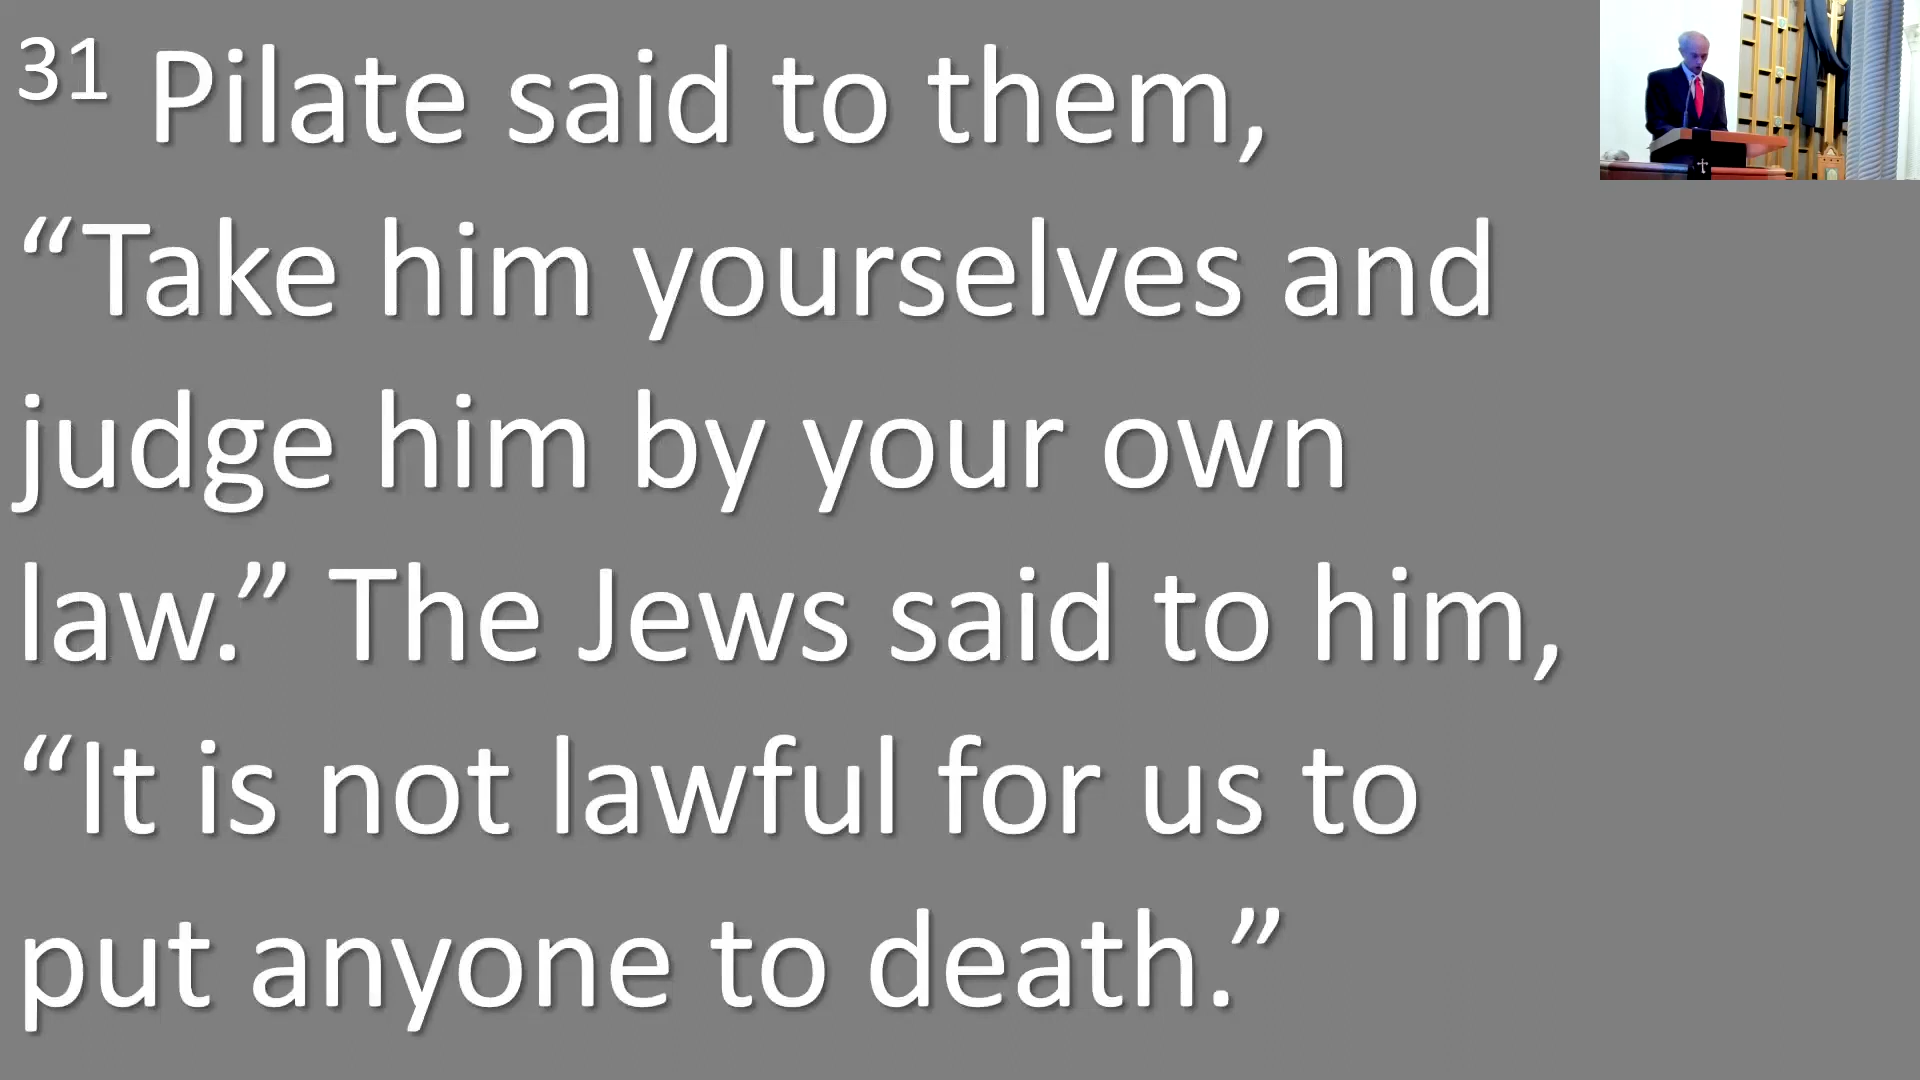 31 Pilate said to them,
“Take him yourselves and
judge him by your own
law.” The Jews said to him,
“It is not lawful for us to
put anyone to death.”